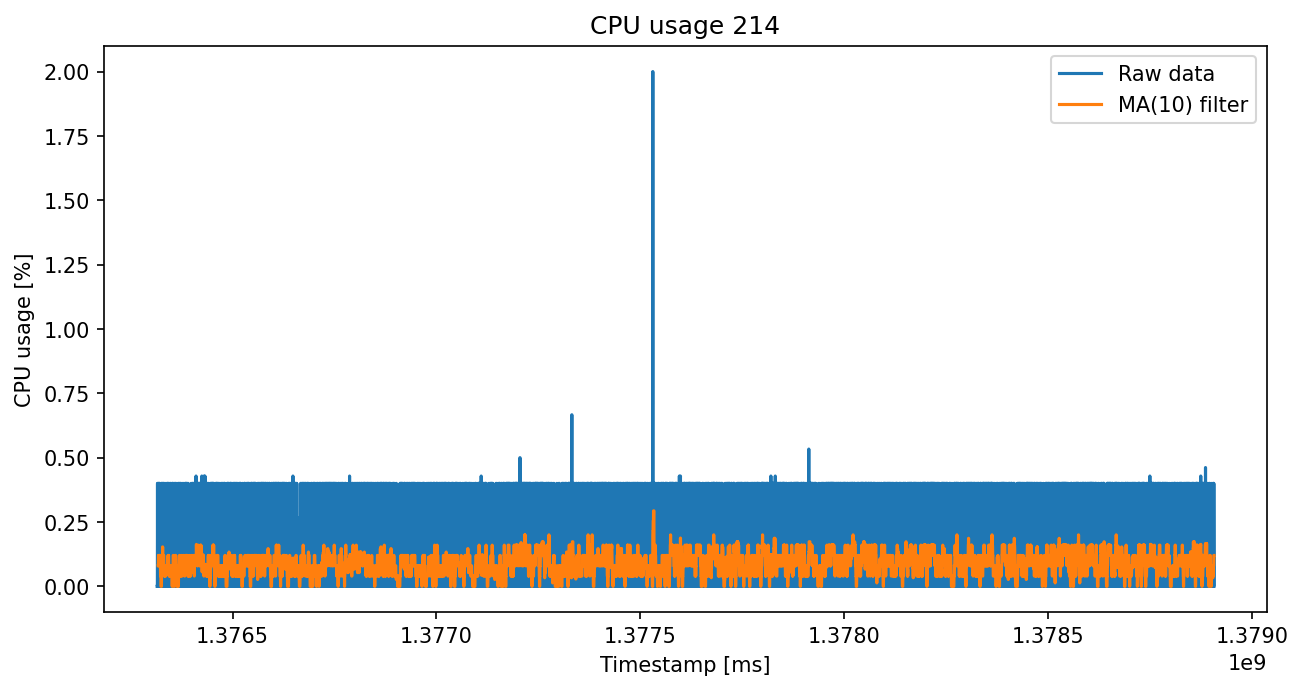 CPU usage 214
Raw data
MA(10) filter
CPU usage [%]
2.00
1.75
1.50
1.25
1.00
0.75
0.50
0.25
0.00
1.3765 1.3770 1.3775 1.3780 1.3785 1.3790
Timestamp [ms]
1e9